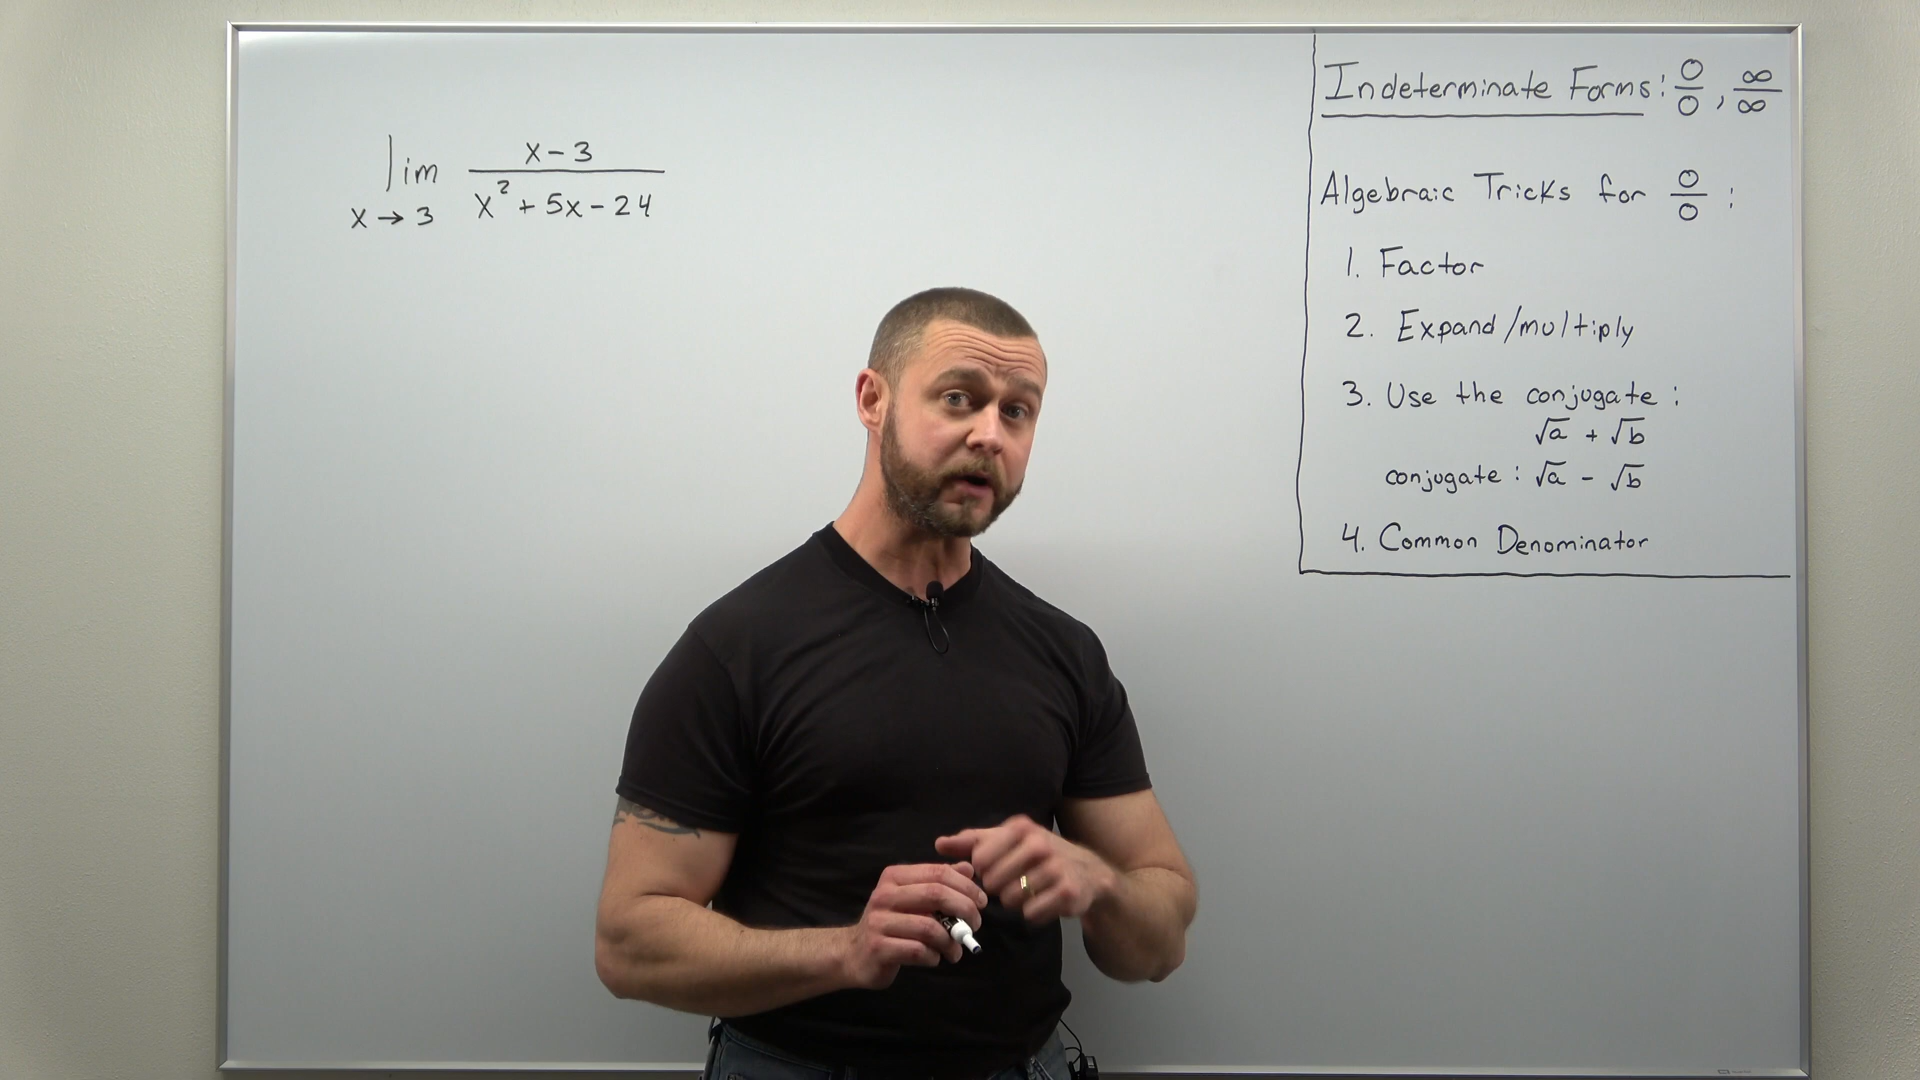 lim x→3 (x-3)/(x²+5x-24)
Indeterminate Forms: 0/0, ∞/∞
Algebraic Tricks for 0/0:
1. Factor
2. Expand/multiply
3. Use the conjugate:
√a + √b
conjugate: √a - √b
4. Common Denominator